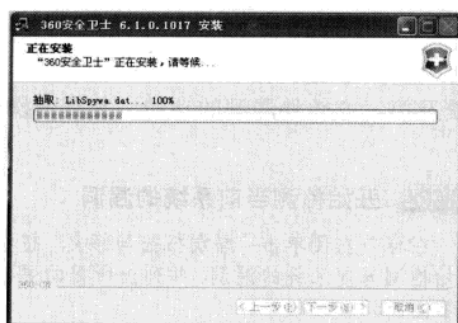 360安全卫士 6.1.0.1017 安装
正在安装
“360安全卫士”正在安装，请等候...
抽取: LibSpywa.dat... 100%
360.cn
< 上一步(P) 下一步(N) > 取消(C)